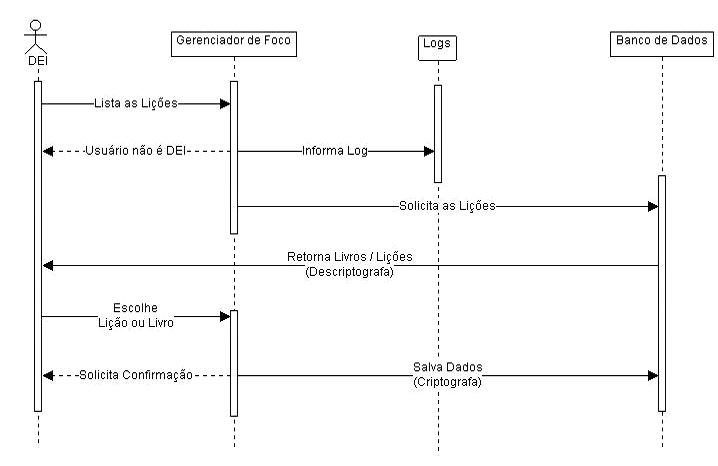 DEI
Gerenciador de Foco
Logs
Banco de Dados
Lista as Lições
Usuário não é DEI
Informa Log
Solicita as Lições
Retorna Livros / Lições
(Descriptografa)
Escolhe
Lição ou Livro
Solicita Confirmação
Salva Dados
(Criptografa)